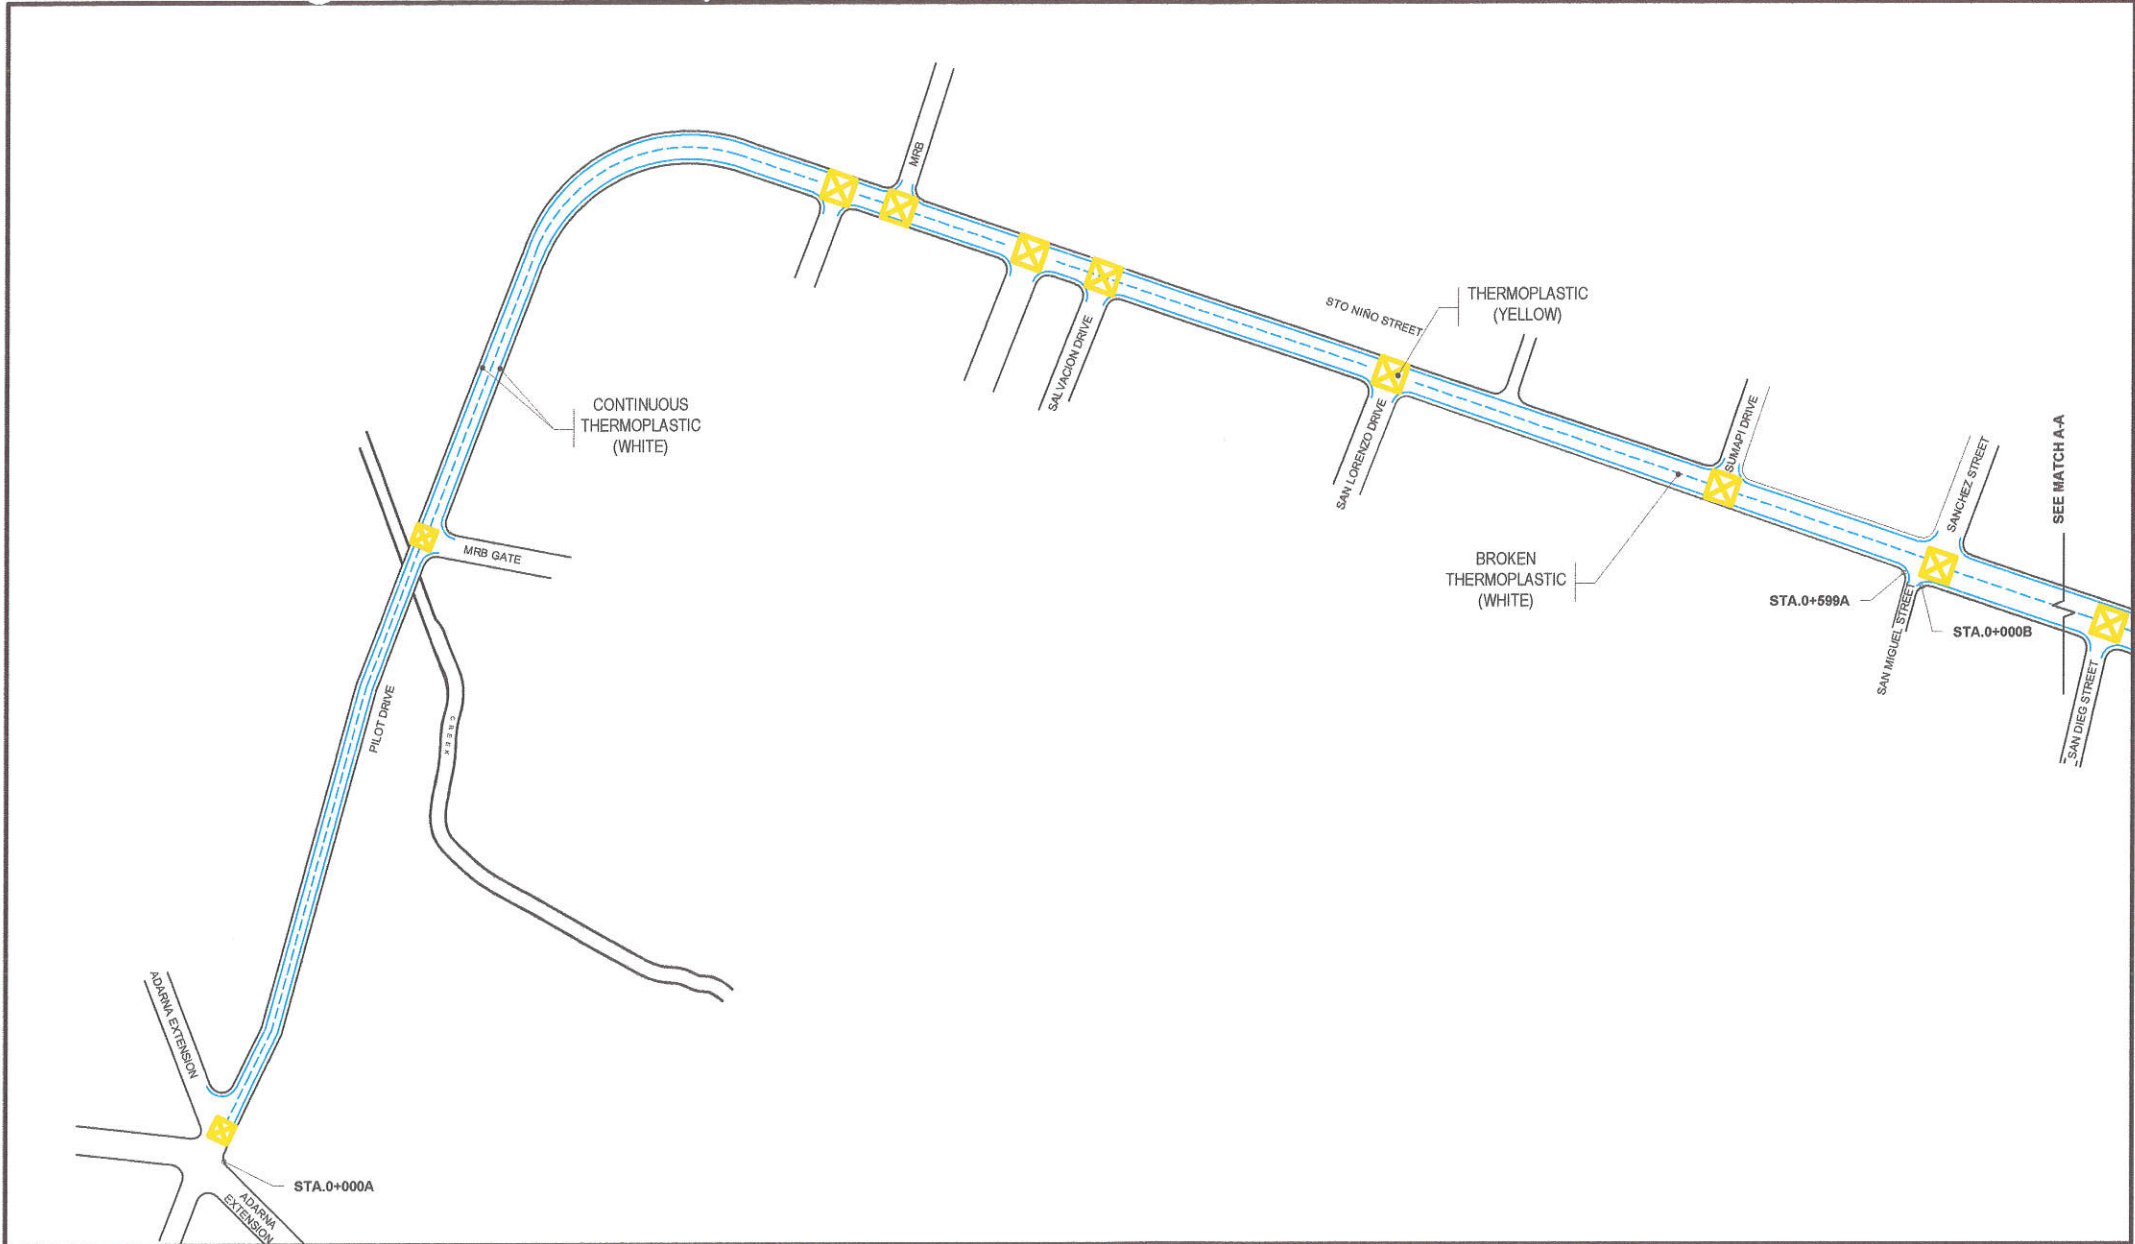 MRB
STO NIÑO STREET
THERMOPLASTIC
(YELLOW)
SALVACION DRIVE
CONTINUOUS
THERMOPLASTIC
(WHITE)
SAN LORENZO DRIVE
SUMAPI DRIVE
SANCHEZ STREET
SEE MATCH A-A
MRB GATE
BROKEN
THERMOPLASTIC
(WHITE)
STA.0+599A
STA.0+000B
SAN MIGUEL STREET
SAN DIEG STREET
PILOT DRIVE
CREEK
ADARNA EXTENSION
STA.0+000A
ADARNA
EXTENSION